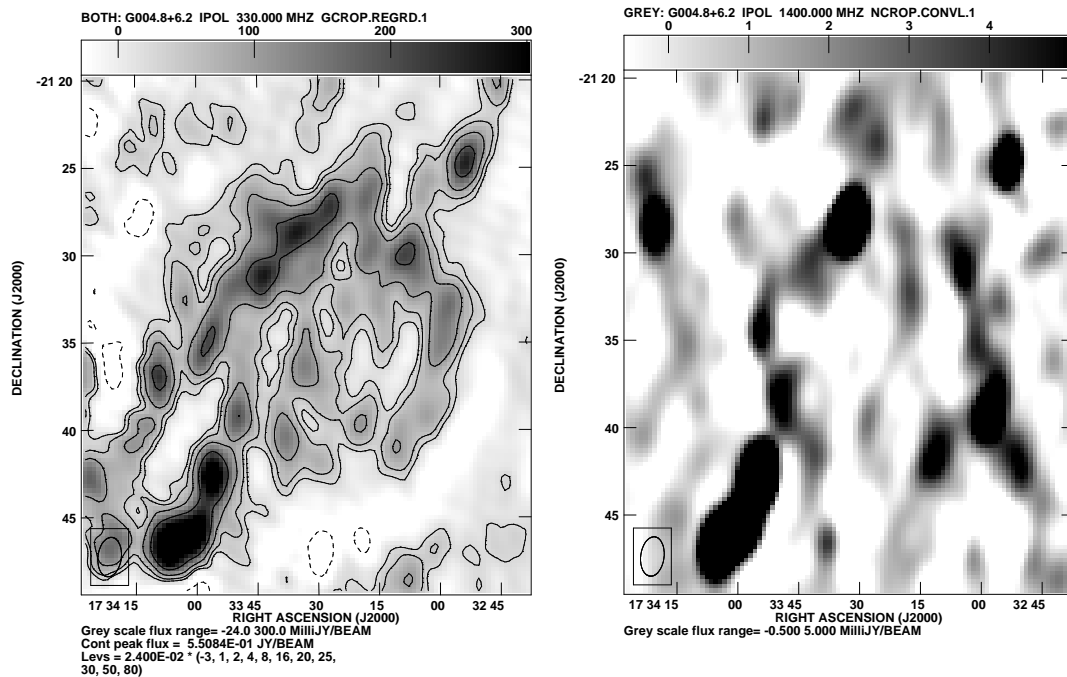 BOTH: G004.8+6.2 IPOL 330.000 MHZ GCROP.REGRD.1
0 100 200 300
-21 20
25
30
35
40
45
DECLINATION (J2000)
17 34 15 00 33 45 30 15 00 32 45
RIGHT ASCENSION (J2000)
Grey scale flux range= -24.0 300.0 MilliJY/BEAM
Cont peak flux = 5.5084E-01 JY/BEAM
Levs = 2.400E-02 * (-3, 1, 2, 4, 8, 16, 20, 25,
30, 50, 80)
GREY: G004.8+6.2 IPOL 1400.000 MHZ NCROP.CONVL.1
0 1 2 3 4
-21 20
25
30
35
40
45
DECLINATION (J2000)
17 34 15 00 33 45 30 15 00 32 45
RIGHT ASCENSION (J2000)
Grey scale flux range= -0.500 5.000 MilliJY/BEAM